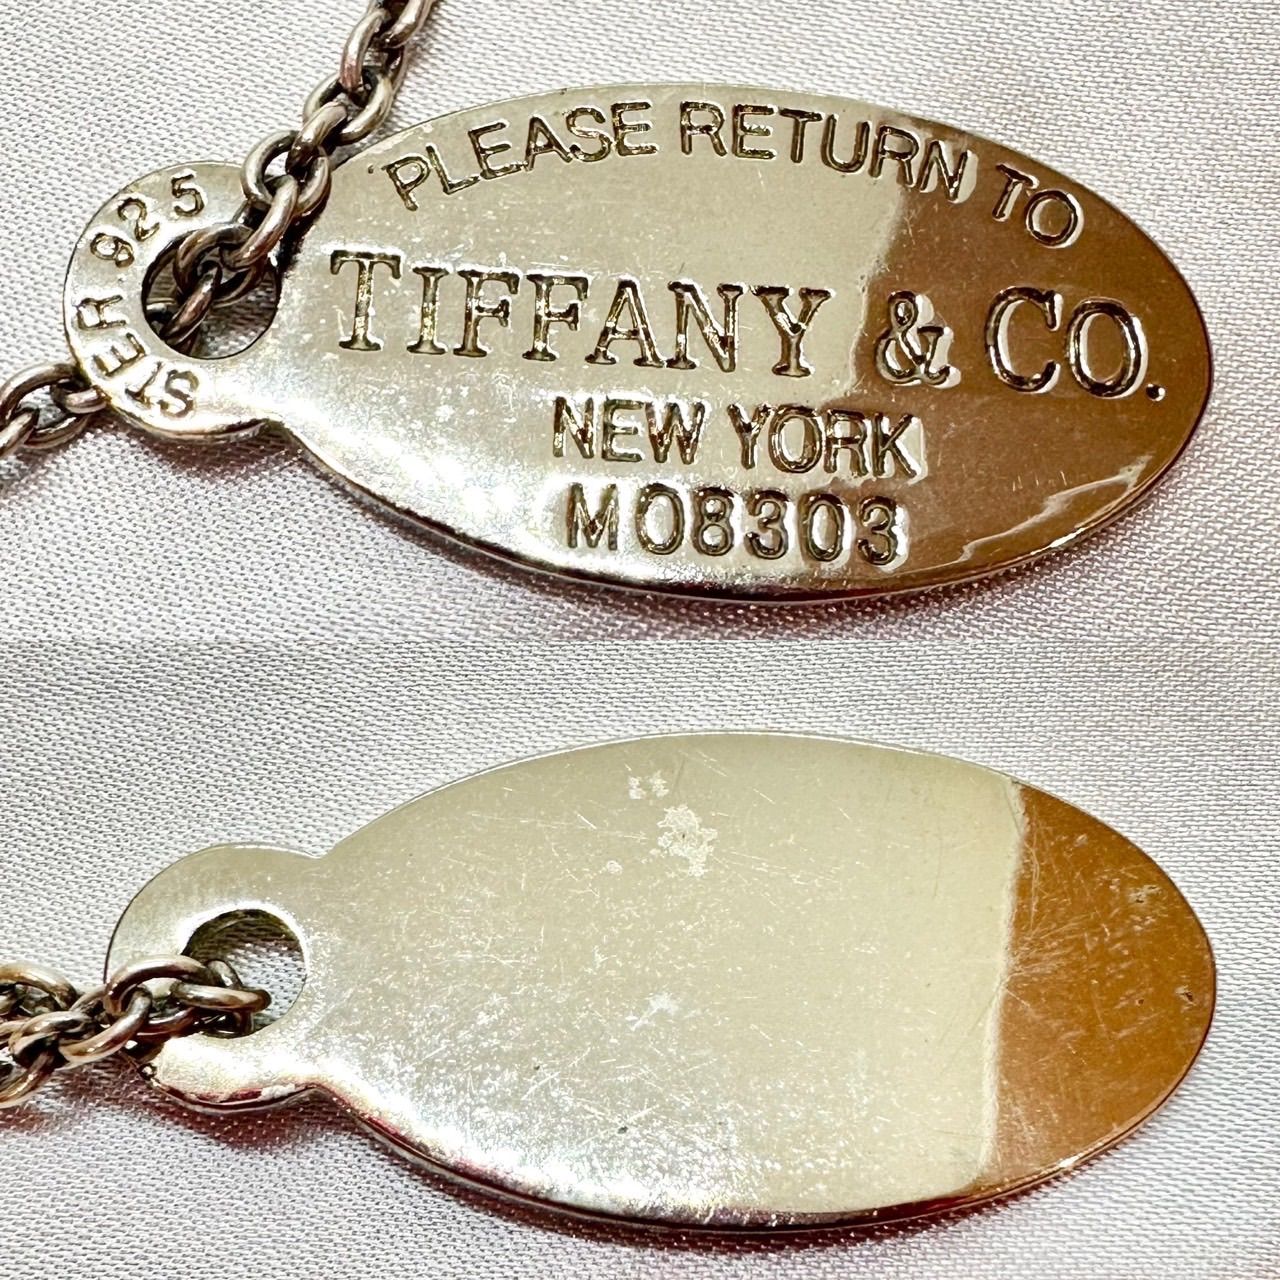 PLEASE RETURN TO
TIFFANY & CO.
NEW YORK
M08303
STER 925